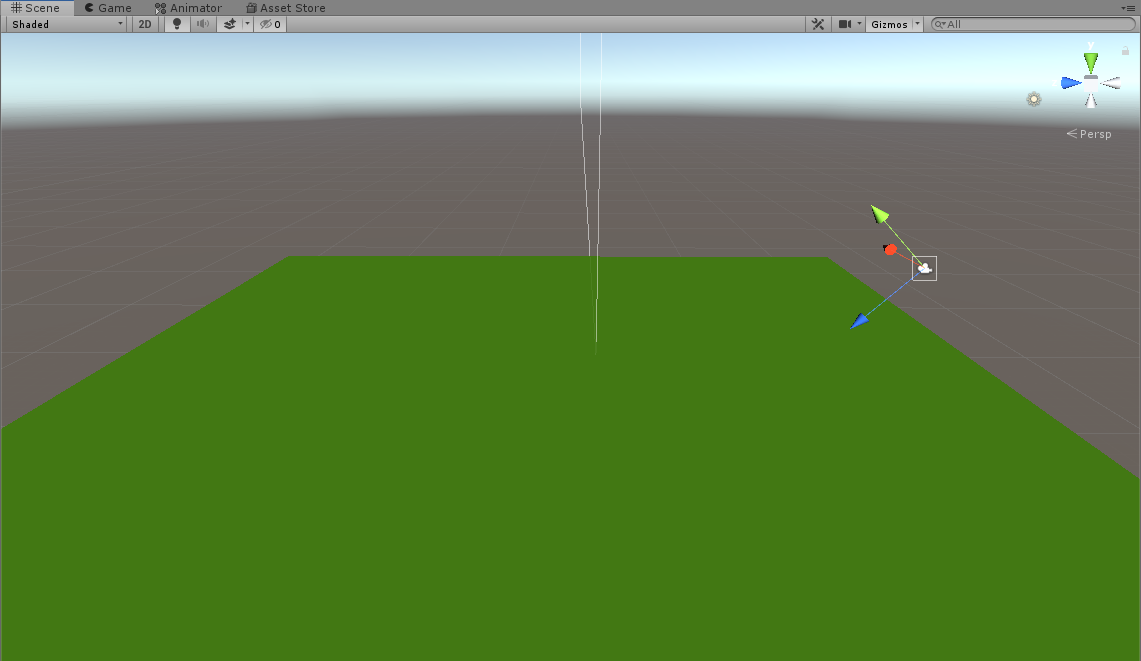 Scene Game Animator Asset Store
Shaded 2D 0 Gizmos All
y
Persp